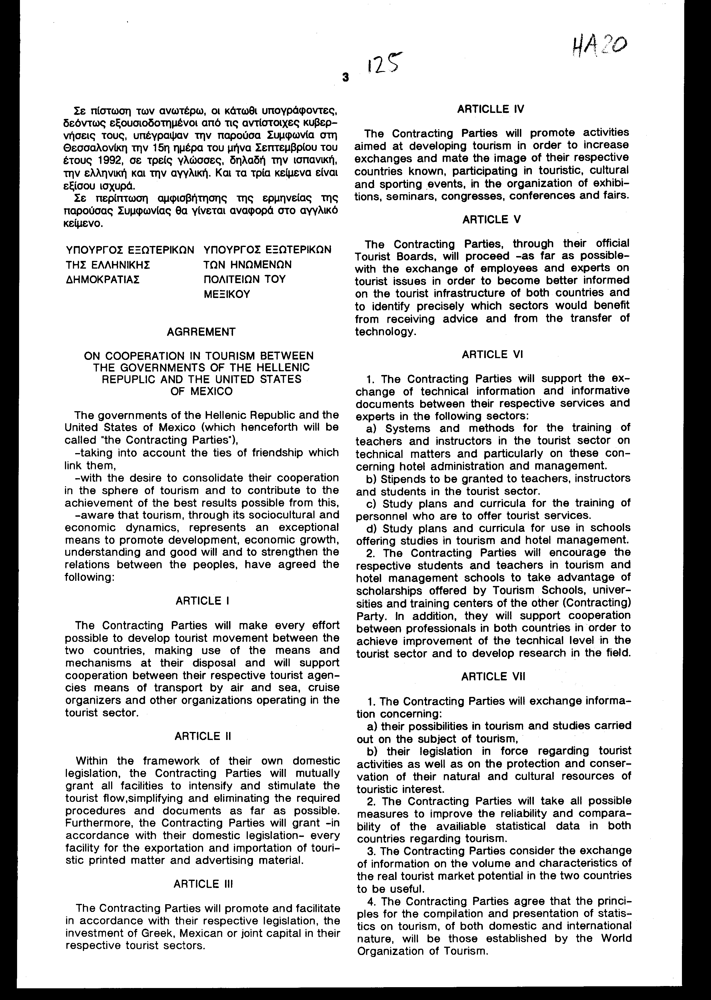 HA20
125
3
Σε πίστωση των ανωτέρω, οι κάτωθι υπογράφοντες,
δεόντως εξουσιοδοτημένοι από τις αντίστοιχες κυβερ-
νήσεις τους, υπέγραψαν την παρούσα Συμφωνία στη
Θεσσαλονίκη την 15η ημέρα του μήνα Σεπτεμβρίου του
έτους 1992, σε τρείς γλώσσες, δηλαδή την ισπανική,
την ελληνική και την αγγλική. Και τα τρία κείμενα είναι
εξίσου ισχυρά.
Σε περίπτωση αμφισβήτησης της ερμηνείας της
παρούσας Συμφωνίας θα γίνεται αναφορά στο αγγλικό
κείμενο.
ΥΠΟΥΡΓΟΣ ΕΞΩΤΕΡΙΚΩΝ
ΤΗΣ ΕΛΛΗΝΙΚΗΣ
ΔΗΜΟΚΡΑΤΙΑΣ
ΥΠΟΥΡΓΟΣ ΕΞΩΤΕΡΙΚΩΝ
ΤΩΝ ΗΝΩΜΕΝΩΝ
ΠΟΛΙΤΕΙΩΝ ΤΟΥ
ΜΕΞΙΚΟΥ
AGRREMENT
ON COOPERATION IN TOURISM BETWEEN
THE GOVERNMENTS OF THE HELLENIC
REPUPLIC AND THE UNITED STATES
OF MEXICO
The governments of the Hellenic Republic and the
United States of Mexico (which henceforth will be
called "the Contracting Parties"),
-taking into account the ties of friendship which
link them,
-with the desire to consolidate their cooperation
in the sphere of tourism and to contribute to the
achievement of the best results possible from this,
-aware that tourism, through its sociocultural and
economic dynamics, represents an exceptional
means to promote development, economic growth,
understanding and good will and to strengthen the
relations between the peoples, have agreed the
following:
ARTICLE I
The Contracting Parties will make every effort
possible to develop tourist movement between the
two countries, making use of the means and
mechanisms at their disposal and will support
cooperation between their respective tourist agen-
cies means of transport by air and sea, cruise
organizers and other organizations operating in the
tourist sector.
ARTICLE II
Within the framework of their own domestic
legislation, the Contracting Parties will mutually
grant all facilities to intensify and stimulate the
tourist flow,simplifying and eliminating the required
procedures and documents as far as possible.
Furthermore, the Contracting Parties will grant -in
accordance with their domestic legislation- every
facility for the exportation and importation of touri-
stic printed matter and advertising material.
ARTICLE III
The Contracting Parties will promote and facilitate
in accordance with their respective legislation, the
investment of Greek, Mexican or joint capital in their
respective tourist sectors.
ARTICLLE IV
The Contracting Parties will promote activities
aimed at developing tourism in order to increase
exchanges and mate the image of their respective
countries known, participating in touristic, cultural
and sporting events, in the organization of exhibi-
tions, seminars, congresses, conferences and fairs.
ARTICLE V
The Contracting Parties, through their official
Tourist Boards, will proceed -as far as possible-
with the exchange of employees and experts on
tourist issues in order to become better informed
on the tourist infrastructure of both countries and
to identify precisely which sectors would benefit
from receiving advice and from the transfer of
technology.
ARTICLE VI
1. The Contracting Parties will support the ex-
change of technical information and informative
documents between their respective services and
experts in the following sectors:
a) Systems and methods for the training of
teachers and instructors in the tourist sector on
technical matters and particularly on these con-
cerning hotel administration and management.
b) Stipends to be granted to teachers, instructors
and students in the tourist sector.
c) Study plans and curricula for the training of
personnel who are to offer tourist services.
d) Study plans and curricula for use in schools
offering studies in tourism and hotel management.
2. The Contracting Parties will encourage the
respective students and teachers in tourism and
hotel management schools to take advantage of
scholarships offered by Tourism Schools, univer-
sities and training centers of the other (Contracting)
Party. In addition, they will support cooperation
between professionals in both countries in order to
achieve improvement of the tecnhical level in the
tourist sector and to develop research in the field.
ARTICLE VII
1. The Contracting Parties will exchange informa-
tion concerning:
a) their possibilities in tourism and studies carried
out on the subject of tourism,
b) their legislation in force regarding tourist
activities as well as on the protection and conser-
vation of their natural and cultural resources of
touristic interest.
2. The Contracting Parties will take all possible
measures to improve the reliability and compara-
bility of the availiable statistical data in both
countries regarding tourism.
3. The Contracting Parties consider the exchange
of information on the volume and characteristics of
the real tourist market potential in the two countries
to be useful.
4. The Contracting Parties agree that the princi-
ples for the compilation and presentation of statis-
tics on tourism, of both domestic and international
nature, will be those established by the World
Organization of Tourism.